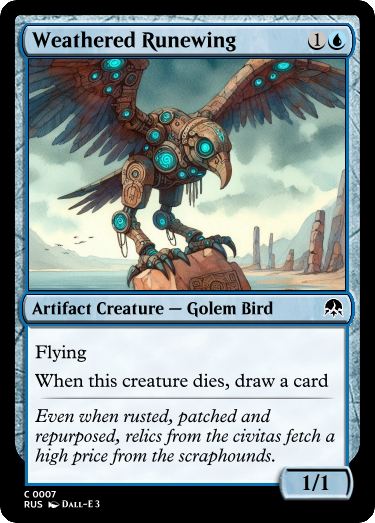 Weathered Runewing 1
Artifact Creature — Golem Bird
Flying
When this creature dies, draw a card
Even when rusted, patched and
repurposed, relics from the civitas fetch a
high price from the scraphounds.
1/1
C 0007
RUS DALL-E 3